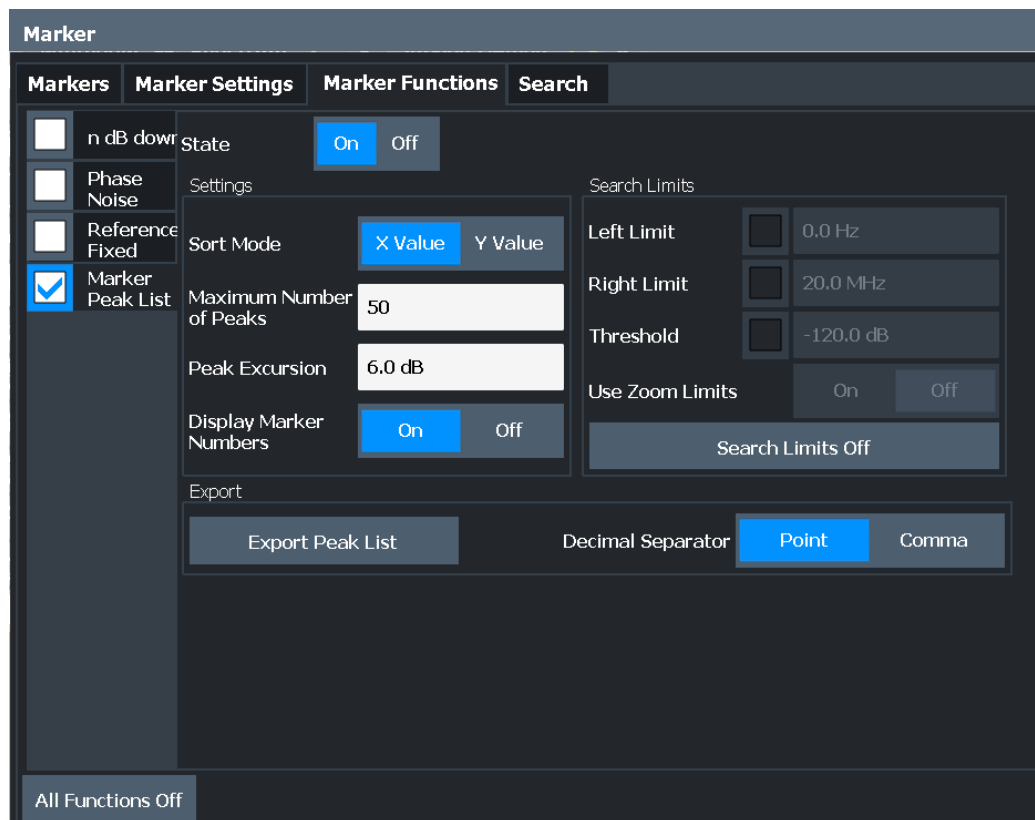 Marker
Markers Marker Settings Marker Functions Search
n dB down
State On Off
Phase
Noise
Reference
Fixed
Marker
Peak List
Settings
Sort Mode X Value Y Value
Maximum Number
of Peaks 50
Peak Excursion 6.0 dB
Display Marker
Numbers On Off
Search Limits
Left Limit 0.0 Hz
Right Limit 20.0 MHz
Threshold -120.0 dB
Use Zoom Limits On Off
Search Limits Off
Export
Export Peak List Decimal Separator Point Comma
All Functions Off